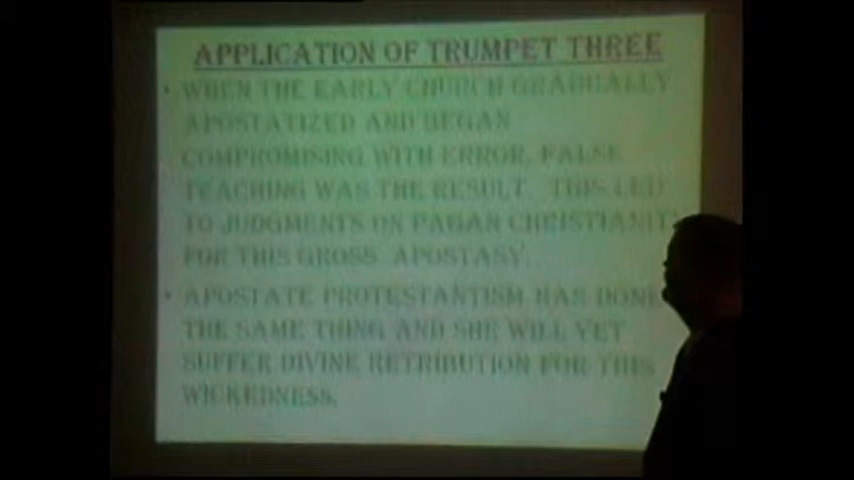 APPLICATION OF TRUMPET THREE
• WHEN THE EARLY CHURCH GRADUALLY
APOSTATIZED AND BEGAN
COMPROMISING WITH ERROR, FALSE
TEACHING WAS THE RESULT. THIS LED
TO JUDGMENTS ON PAGAN CHRISTIANIT
FOR THIS GROSS APOSTASY.
• APOSTATE PROTESTANTISM HAS DONE
THE SAME THING AND SHE WILL YET
SUFFER DIVINE RETRIBUTION FOR THIS
WICKEDNESS.